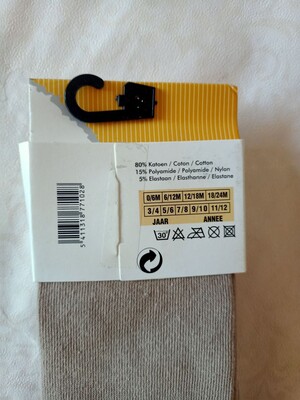 80% Katoen / Coton / Cotton
15% Polyamide / Polyamide / Nylon
5% Elastaan / Elasthanne / Elastane
0/6M 6/12M 12/18M 18/24M
3/4 5/6 7/8 9/10 11/12
JAAR ANNEE
30°
5411318771028